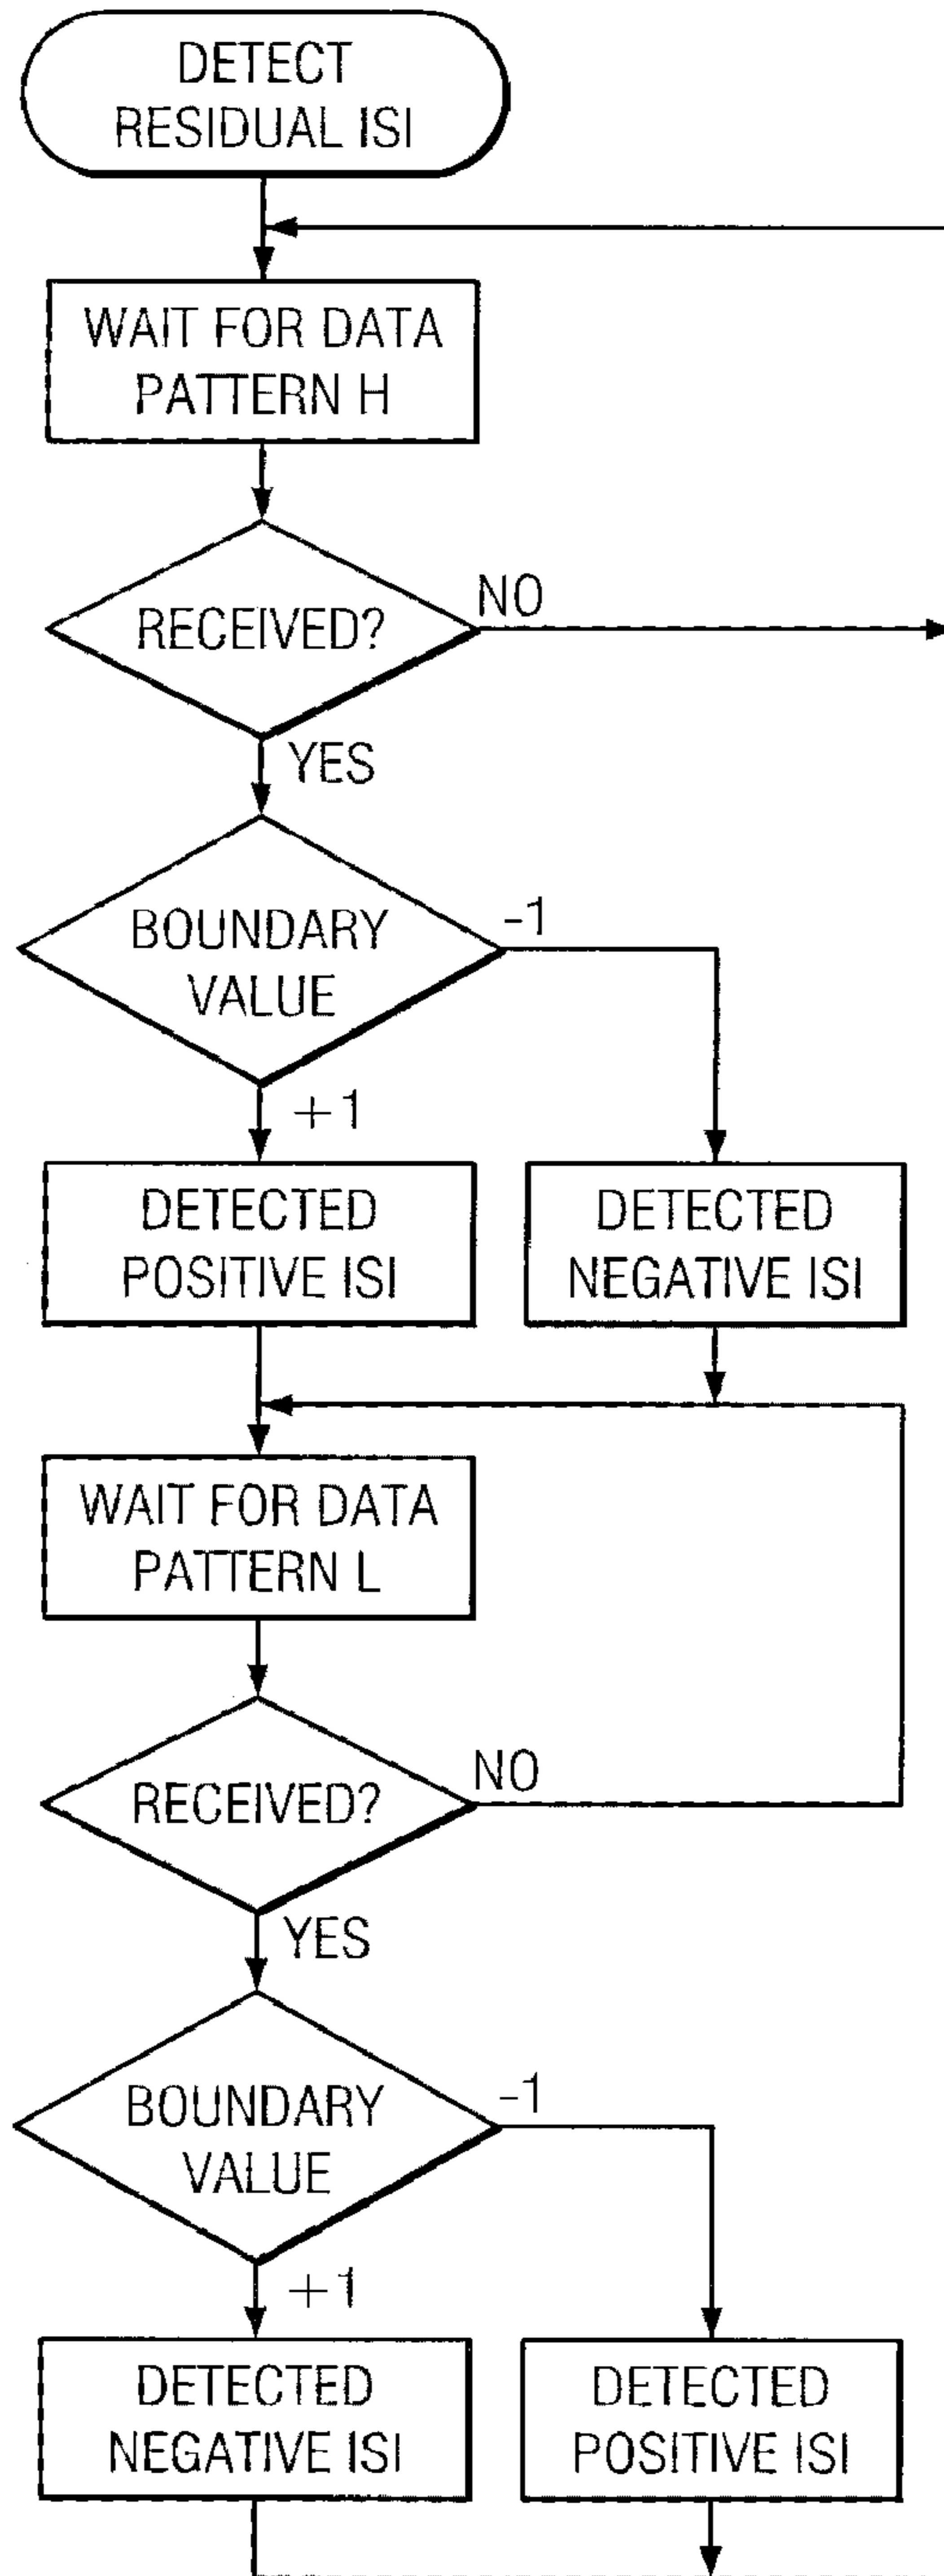 DETECT
RESIDUAL ISI
WAIT FOR DATA
PATTERN H
RECEIVED?
NO
YES
BOUNDARY
VALUE
-1
+1
DETECTED
POSITIVE ISI
DETECTED
NEGATIVE ISI
WAIT FOR DATA
PATTERN L
RECEIVED?
NO
YES
BOUNDARY
VALUE
-1
+1
DETECTED
NEGATIVE ISI
DETECTED
POSITIVE ISI